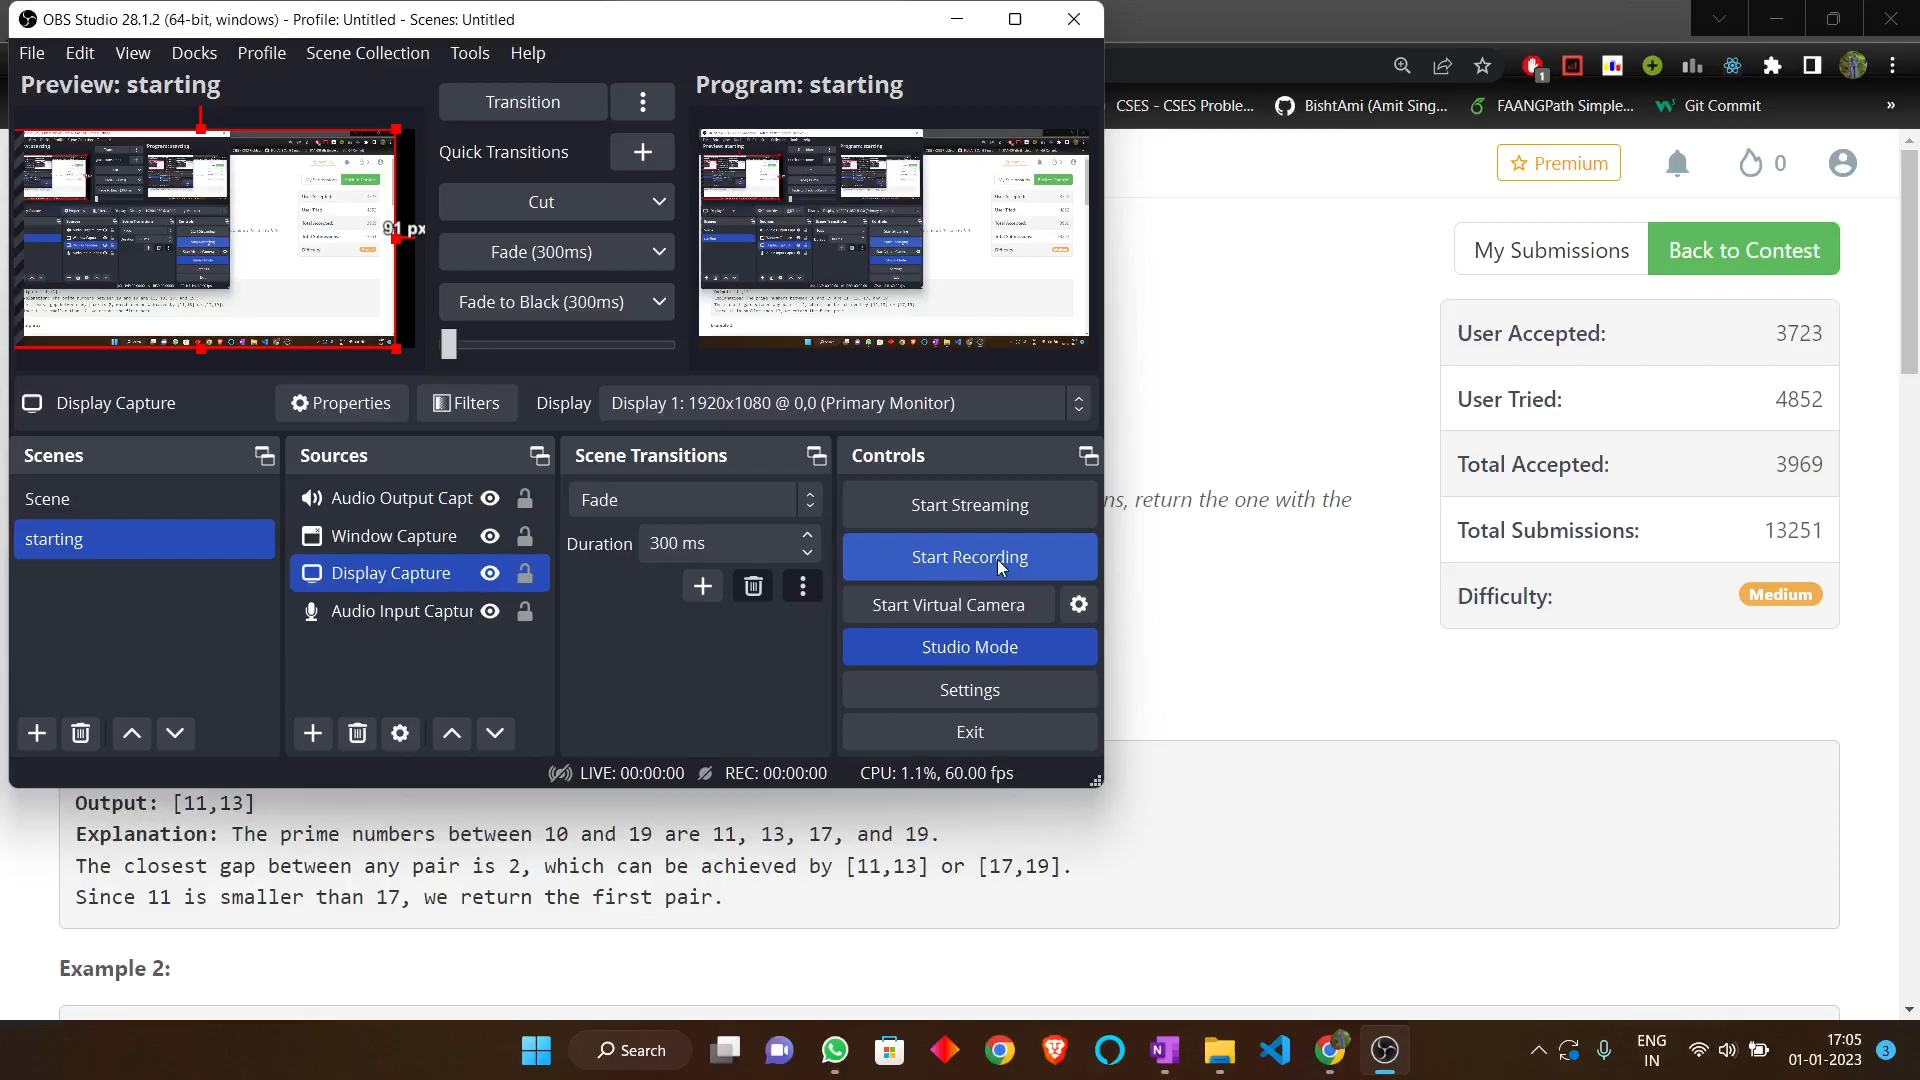 OBS Studio 28.1.2 (64-bit, windows) - Profile: Untitled - Scenes: Untitled
File Edit View Docks Profile Scene Collection Tools Help
Preview: starting
Program: starting
Transition
Quick Transitions
Cut
Fade (300ms)
Fade to Black (300ms)
91 px
Display Capture
Properties
Filters
Display
Display 1: 1920x1080 @ 0,0 (Primary Monitor)
Scenes
Scene
starting
Sources
Audio Output Capt
Window Capture
Display Capture
Audio Input Captur
Scene Transitions
Fade
Duration 300 ms
Controls
Start Streaming
Start Recording
Start Virtual Camera
Studio Mode
Settings
Exit
LIVE: 00:00:00
REC: 00:00:00
CPU: 1.1%, 60.00 fps
1
CSES - CSES Proble...
BishtAmi (Amit Sing...
FAANGPath Simple...
Git Commit
»
Premium
0
My Submissions
Back to Contest
User Accepted: 3723
User Tried: 4852
Total Accepted: 3969
Total Submissions: 13251
Difficulty: Medium
ns, return the one with the
Output: [11,13]
Explanation: The prime numbers between 10 and 19 are 11, 13, 17, and 19.
The closest gap between any pair is 2, which can be achieved by [11,13] or [17,19].
Since 11 is smaller than 17, we return the first pair.
Example 2:
Search
ENG
IN
17:05
01-01-2023
3